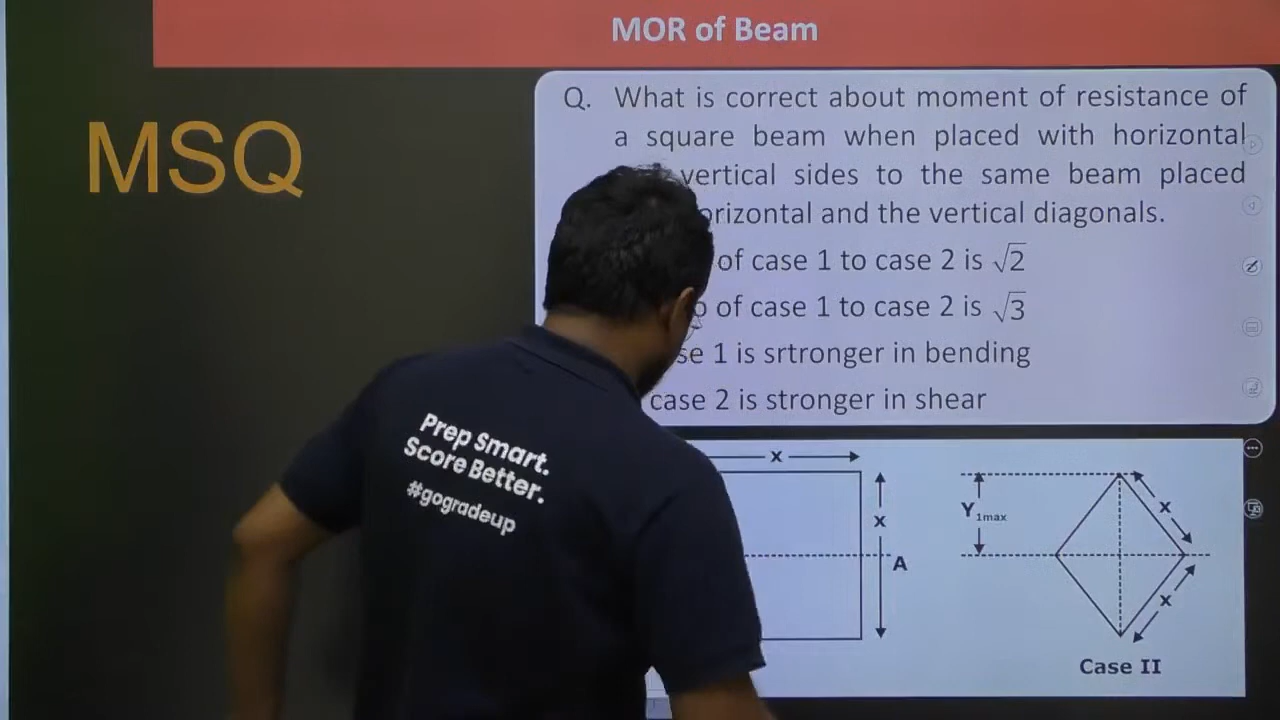 MOR of Beam
MSQ
Q. What is correct about moment of resistance of
a square beam when placed with horizontal
vertical sides to the same beam placed
and the vertical diagonals.
of case 1 to case 2 is √2
of case 1 to case 2 is √3
1 is srtronger in bending
case 2 is stronger in shear
Prep Smart.
Score Better.
#gogradeup
x
x
A
Y1max
x
x
Case II